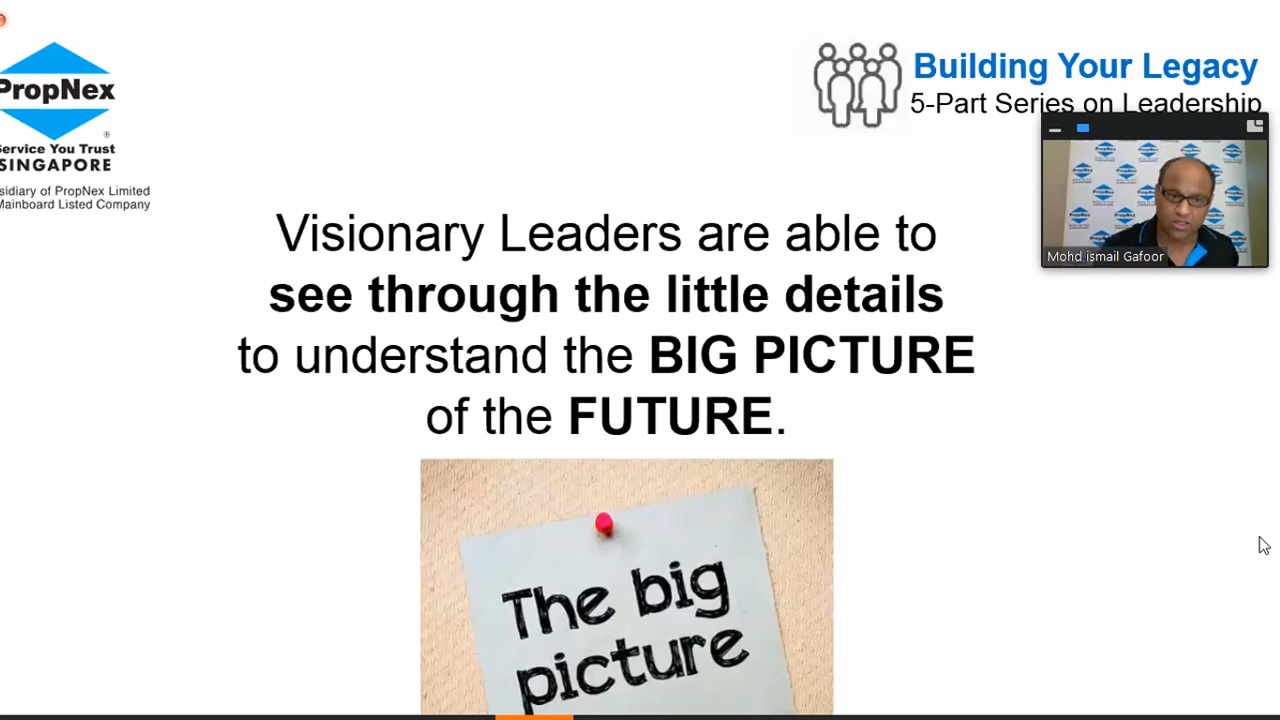 PropNex
®
Service You Trust
SINGAPORE
sidiary of PropNex Limited
Mainboard Listed Company
Building Your Legacy
5-Part Series on Leadership
Mohd ismail Gafoor
Visionary Leaders are able to
see through the little details
to understand the BIG PICTURE
of the FUTURE.
The big
picture